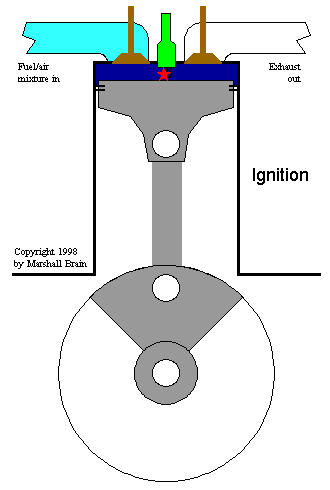 Fuel/air
mixture in
Exhaust
out
Ignition
Copyright 1998
by Marshall Brain